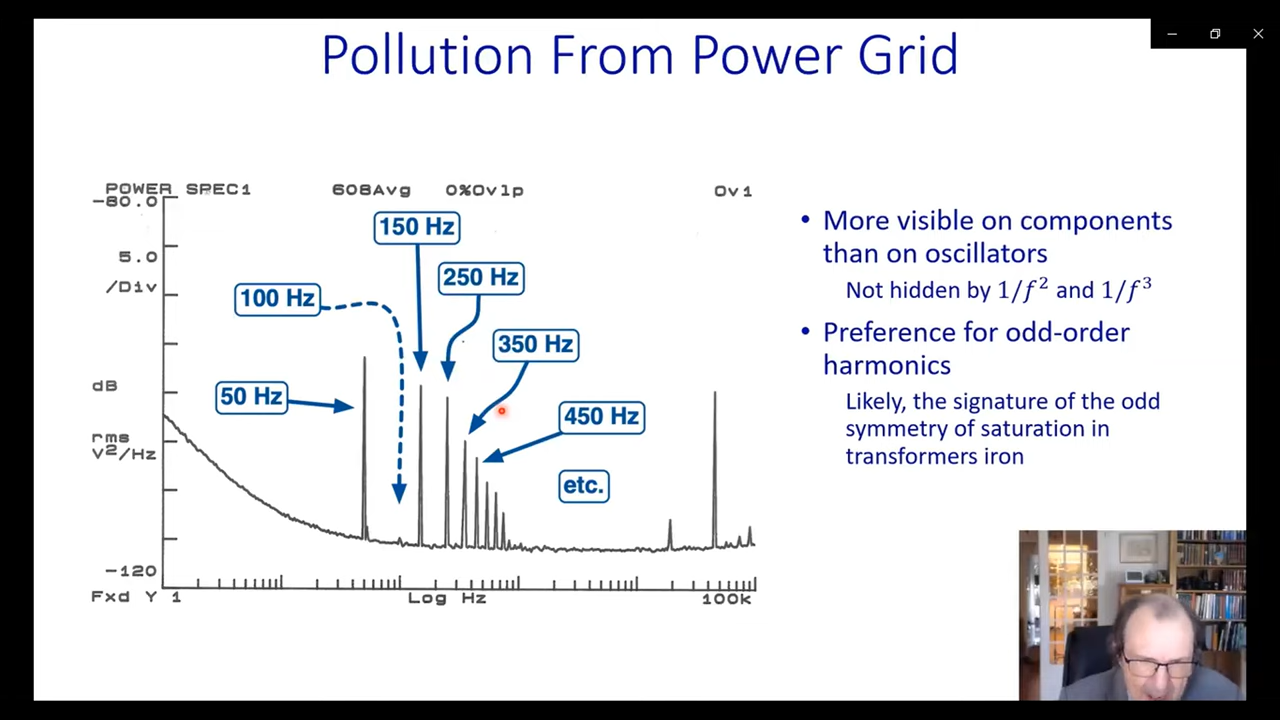 Pollution From Power Grid
POWER SPEC1 608Avg 0%Ovlp Ov1
-80.0
5.0
/Div
dB
rms
V²/Hz
-120
Fxd Y 1 Log Hz 100k
150 Hz
250 Hz
100 Hz
350 Hz
50 Hz
450 Hz
etc.
• More visible on components
than on oscillators
Not hidden by 1/f² and 1/f³
• Preference for odd-order
harmonics
Likely, the signature of the odd
symmetry of saturation in
transformers iron